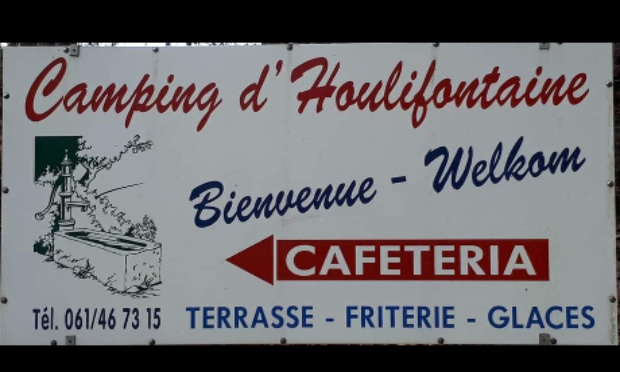 Camping d'Houlifontaine
Bienvenue - Welkom
CAFETERIA
Tél. 061/46 73 15
TERRASSE - FRITERIE - GLACES